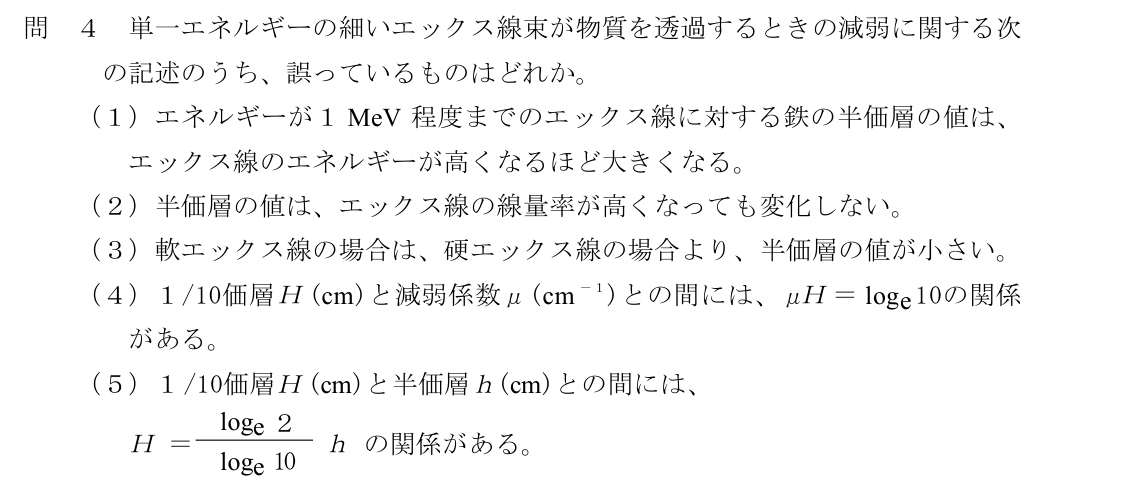 問 4 単一エネルギーの細いエックス線束が物質を透過するときの減弱に関する次
の記述のうち、誤っているものはどれか。
(1)エネルギーが1 MeV 程度までのエックス線に対する鉄の半価層の値は、
エックス線のエネルギーが高くなるほど大きくなる。
(2)半価層の値は、エックス線の線量率が高くなっても変化しない。
(3)軟エックス線の場合は、硬エックス線の場合より、半価層の値が小さい。
(4)1/10価層H(cm)と減弱係数μ(cm⁻¹)との間には、μH = logₑ10の関係
がある。
(5)1/10価層H(cm)と半価層h(cm)との間には、
logₑ 2
H = ─── h の関係がある。
logₑ 10